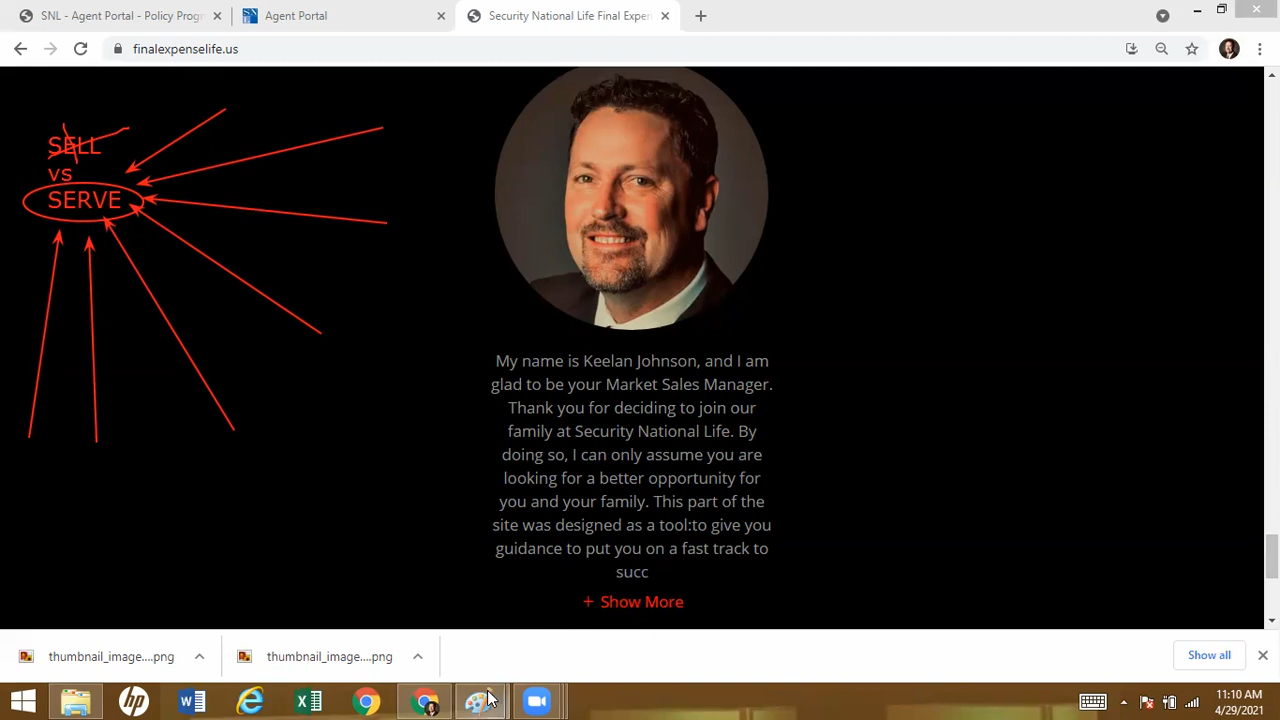 SNL - Agent Portal - Policy Progr
Agent Portal
Security National Life Final Expen
finalexpenselife.us
SELL
vs
SERVE
My name is Keelan Johnson, and I am
glad to be your Market Sales Manager.
Thank you for deciding to join our
family at Security National Life. By
doing so, I can only assume you are
looking for a better opportunity for
you and your family. This part of the
site was designed as a tool:to give you
guidance to put you on a fast track to
succ
+ Show More
thumbnail_image....png
thumbnail_image....png
Show all
11:10 AM
4/29/2021